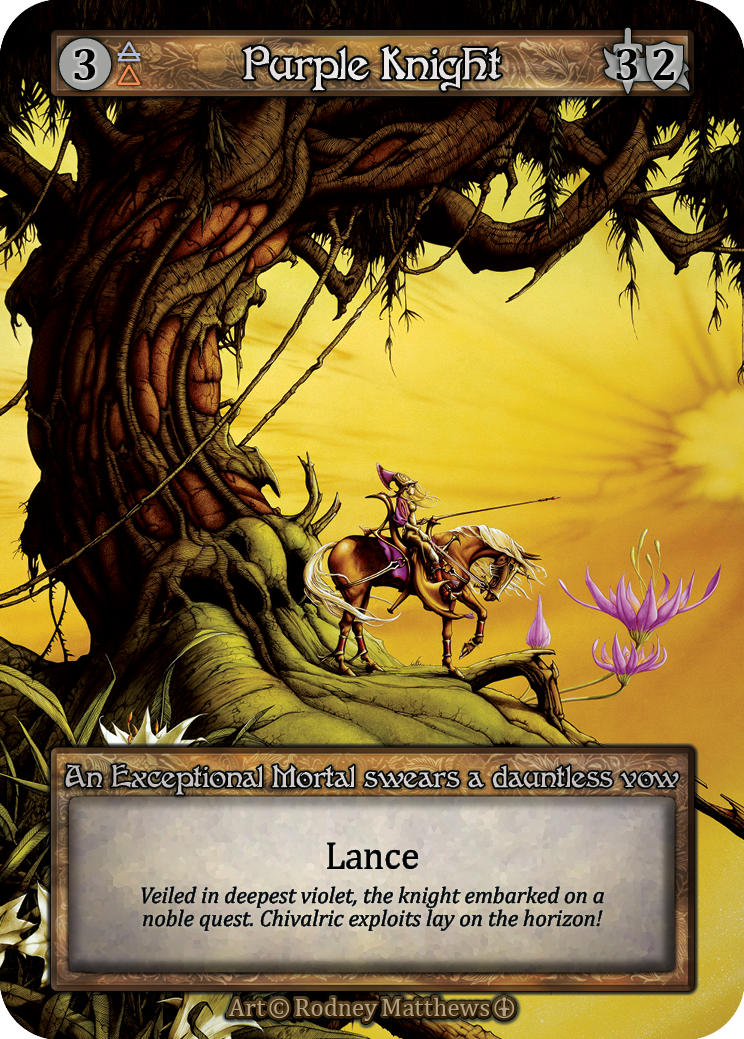 3 Purple Knight 3 2
An Exceptional Mortal swears a dauntless vow
Lance
Veiled in deepest violet, the knight embarked on a
noble quest. Chivalric exploits lay on the horizon!
Art © Rodney Matthews